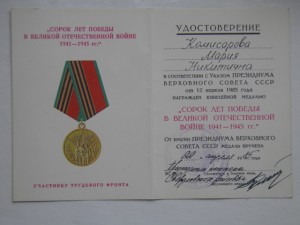 „СОРОК ЛЕТ ПОБЕДЫ
В ВЕЛИКОЙ ОТЕЧЕСТВЕННОЙ ВОЙНЕ
1941—1945 гг.“
УЧАСТНИКУ ТРУДОВОГО ФРОНТА
УДОСТОВЕРЕНИЕ
Комисарова
Мария
Никитична
В СООТВЕТСТВИИ С УКАЗОМ ПРЕЗИДИУМА
ВЕРХОВНОГО СОВЕТА СССР
от 12 апреля 1985 года
НАГРАЖДЕН ЮБИЛЕЙНОЙ МЕДАЛЬЮ
„СОРОК ЛЕТ ПОБЕДЫ
В ВЕЛИКОЙ ОТЕЧЕСТВЕННОЙ
ВОЙНЕ 1941—1945 гг.“
От имени ПРЕЗИДИУМА ВЕРХОВНОГО
СОВЕТА СССР МЕДАЛЬ ВРУЧЕНА
апреля